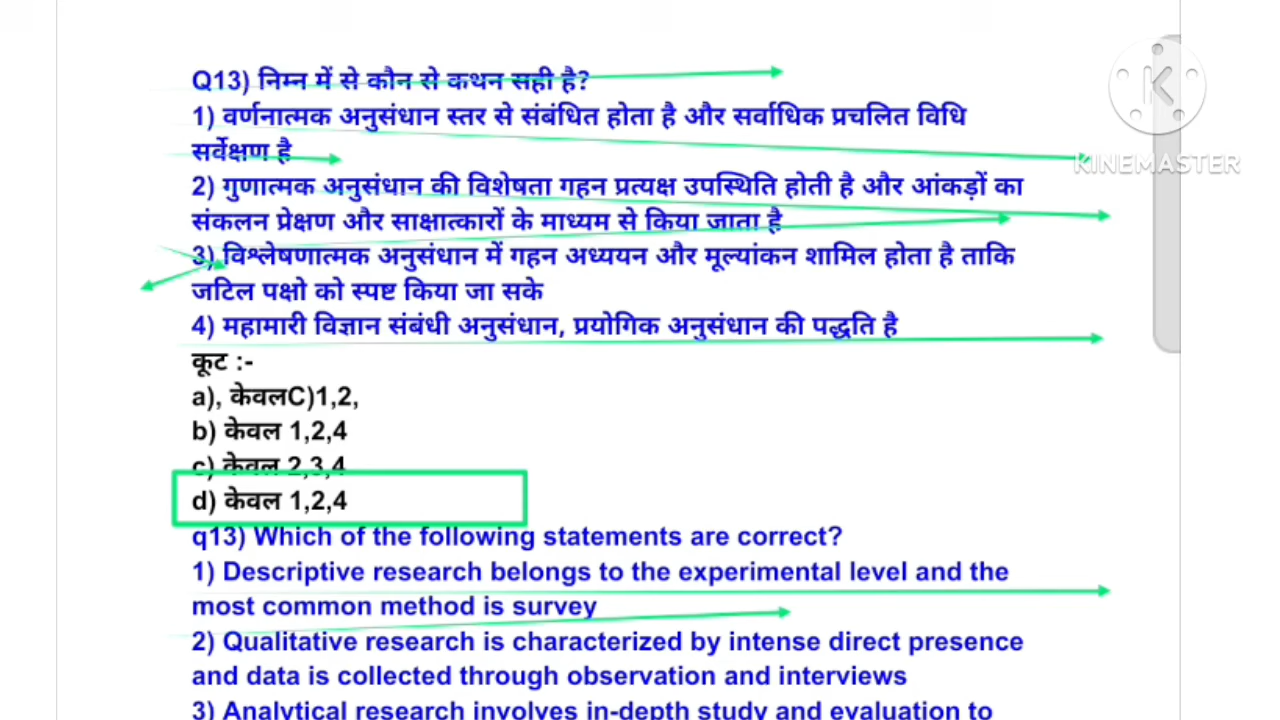 Q13) निम्न में से कौन से कथन सही है?
1) वर्णनात्मक अनुसंधान स्तर से संबंधित होता है और सर्वाधिक प्रचलित विधि
सर्वेक्षण है
KINEMASTER
2) गुणात्मक अनुसंधान की विशेषता गहन प्रत्यक्ष उपस्थिति होती है और आंकड़ों का
संकलन प्रेक्षण और साक्षात्कारों के माध्यम से किया जाता है
3) विश्लेषणात्मक अनुसंधान में गहन अध्ययन और मूल्यांकन शामिल होता है ताकि
जटिल पक्षो को स्पष्ट किया जा सके
4) महामारी विज्ञान संबंधी अनुसंधान, प्रयोगिक अनुसंधान की पद्धति है
कूट :-
a), केवलC)1,2,
b) केवल 1,2,4
c) केवल 2,3,4
d) केवल 1,2,4
q13) Which of the following statements are correct?
1) Descriptive research belongs to the experimental level and the
most common method is survey
2) Qualitative research is characterized by intense direct presence
and data is collected through observation and interviews
3) Analytical research involves in-depth study and evaluation to